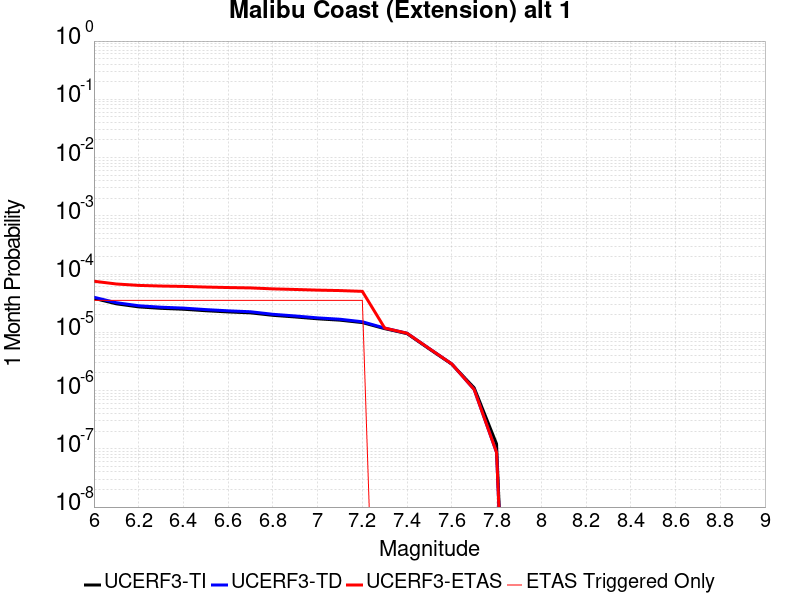 Malibu Coast (Extension) alt 1
10^0
10^-1
10^-2
10^-3
10^-4
10^-5
10^-6
10^-7
10^-8
1 Month Probability
6 6.2 6.4 6.6 6.8 7 7.2 7.4 7.6 7.8 8 8.2 8.4 8.6 8.8 9
Magnitude
UCERF3-TI UCERF3-TD UCERF3-ETAS ETAS Triggered Only